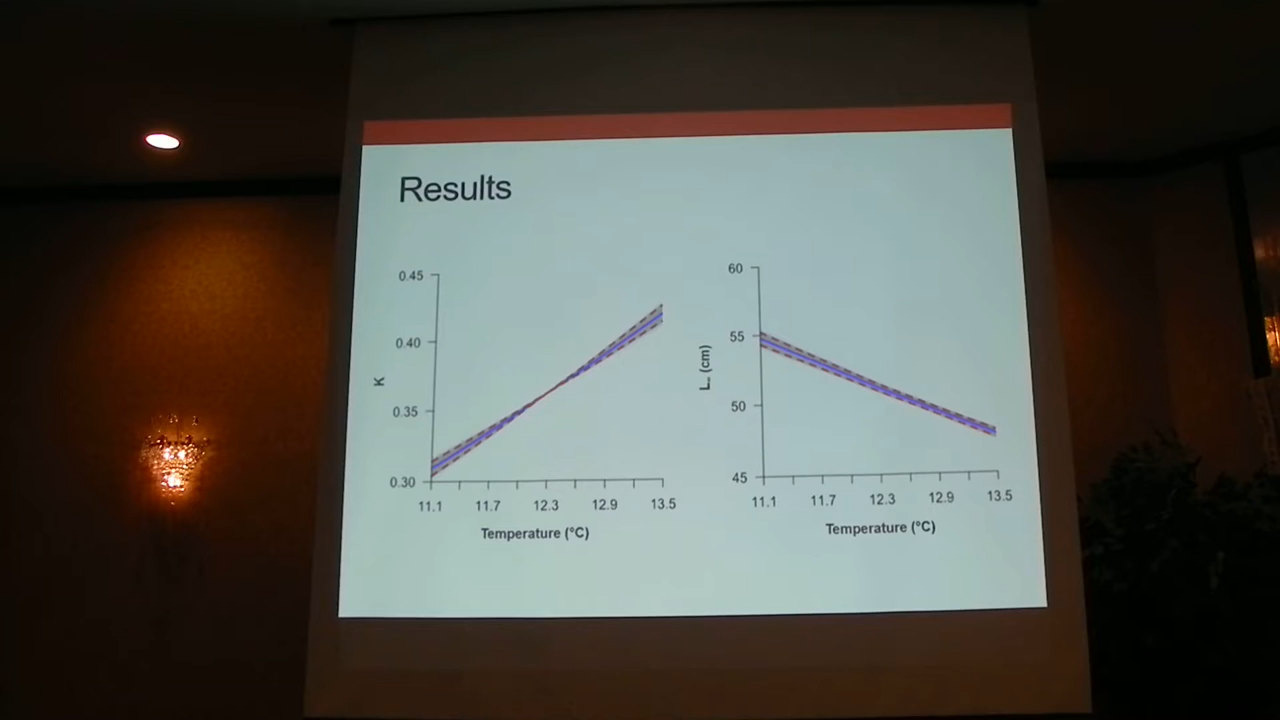 Results
0.45
0.40
0.35
0.30
K
11.1 11.7 12.3 12.9 13.5
Temperature (°C)
60
55
50
45
L∞ (cm)
11.1 11.7 12.3 12.9 13.5
Temperature (°C)